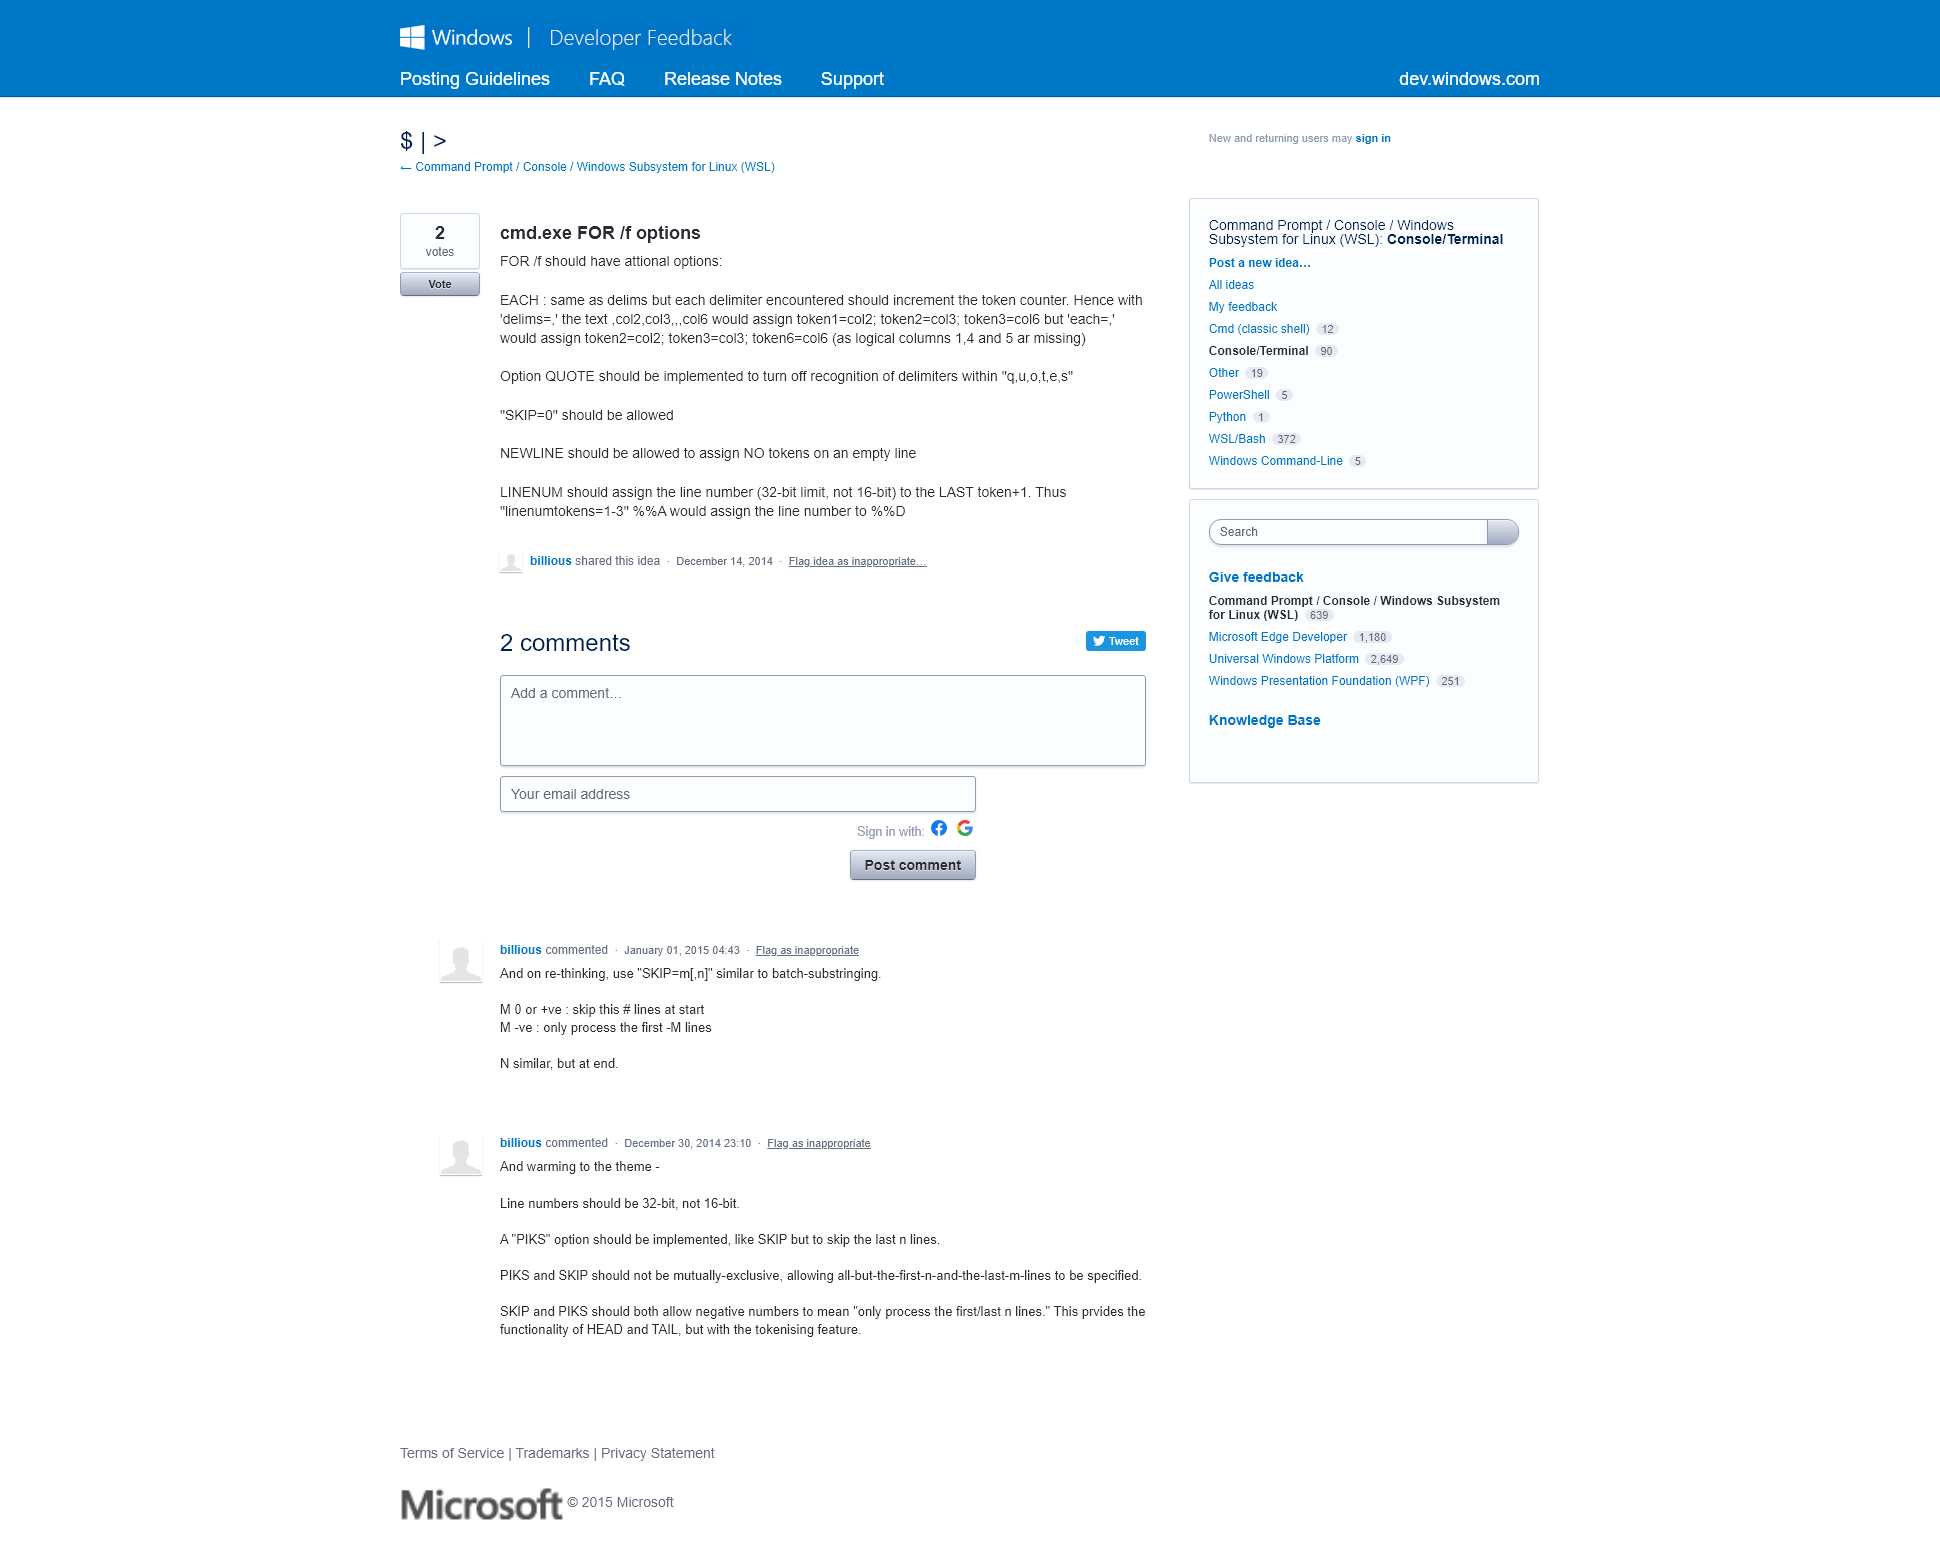 Windows | Developer Feedback
Posting Guidelines FAQ Release Notes Support dev.windows.com
$ | >
← Command Prompt / Console / Windows Subsystem for Linux (WSL)
New and returning users may sign in
2
votes
Vote
cmd.exe FOR /f options
FOR /f should have attional options:
EACH : same as delims but each delimiter encountered should increment the token counter. Hence with
'delims=,' the text ,col2,col3,,,col6 would assign token1=col2; token2=col3; token3=col6 but 'each=,'
would assign token2=col2; token3=col3; token6=col6 (as logical columns 1,4 and 5 ar missing)
Option QUOTE should be implemented to turn off recognition of delimiters within "q,u,o,t,e,s"
"SKIP=0" should be allowed
NEWLINE should be allowed to assign NO tokens on an empty line
LINENUM should assign the line number (32-bit limit, not 16-bit) to the LAST token+1. Thus
"linenumtokens=1-3" %%A would assign the line number to %%D
billious shared this idea · December 14, 2014 · Flag idea as inappropriate…
2 comments
Tweet
Add a comment…
Your email address
Sign in with:
Post comment
billious commented · January 01, 2015 04:43 · Flag as inappropriate
And on re-thinking, use "SKIP=m[,n]" similar to batch-substringing.
M 0 or +ve : skip this # lines at start
M -ve : only process the first -M lines
N similar, but at end.
billious commented · December 30, 2014 23:10 · Flag as inappropriate
And warming to the theme -
Line numbers should be 32-bit, not 16-bit.
A "PIKS" option should be implemented, like SKIP but to skip the last n lines.
PIKS and SKIP should not be mutually-exclusive, allowing all-but-the-first-n-and-the-last-m-lines to be specified.
SKIP and PIKS should both allow negative numbers to mean "only process the first/last n lines." This prvides the
functionality of HEAD and TAIL, but with the tokenising feature.
Command Prompt / Console / Windows
Subsystem for Linux (WSL): Console/Terminal
Post a new idea…
All ideas
My feedback
Cmd (classic shell) 12
Console/Terminal 90
Other 19
PowerShell 5
Python 1
WSL/Bash 372
Windows Command-Line 5
Search
Give feedback
Command Prompt / Console / Windows Subsystem
for Linux (WSL) 639
Microsoft Edge Developer 1,180
Universal Windows Platform 2,649
Windows Presentation Foundation (WPF) 251
Knowledge Base
Terms of Service | Trademarks | Privacy Statement
Microsoft © 2015 Microsoft